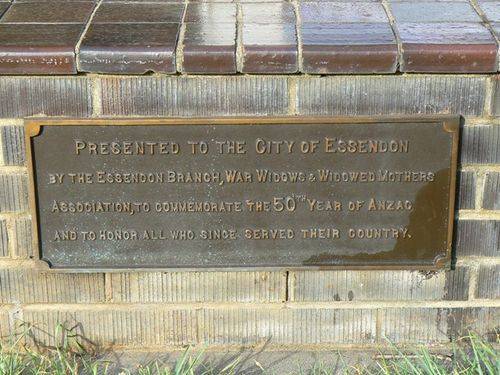 PRESENTED TO THE CITY OF ESSENDON
BY THE ESSENDON BRANCH, WAR WIDOWS & WIDOWED MOTHERS
ASSOCIATION, TO COMMEMORATE THE 50TH YEAR OF ANZAC
AND TO HONOR ALL WHO SINCE SERVED THEIR COUNTRY.